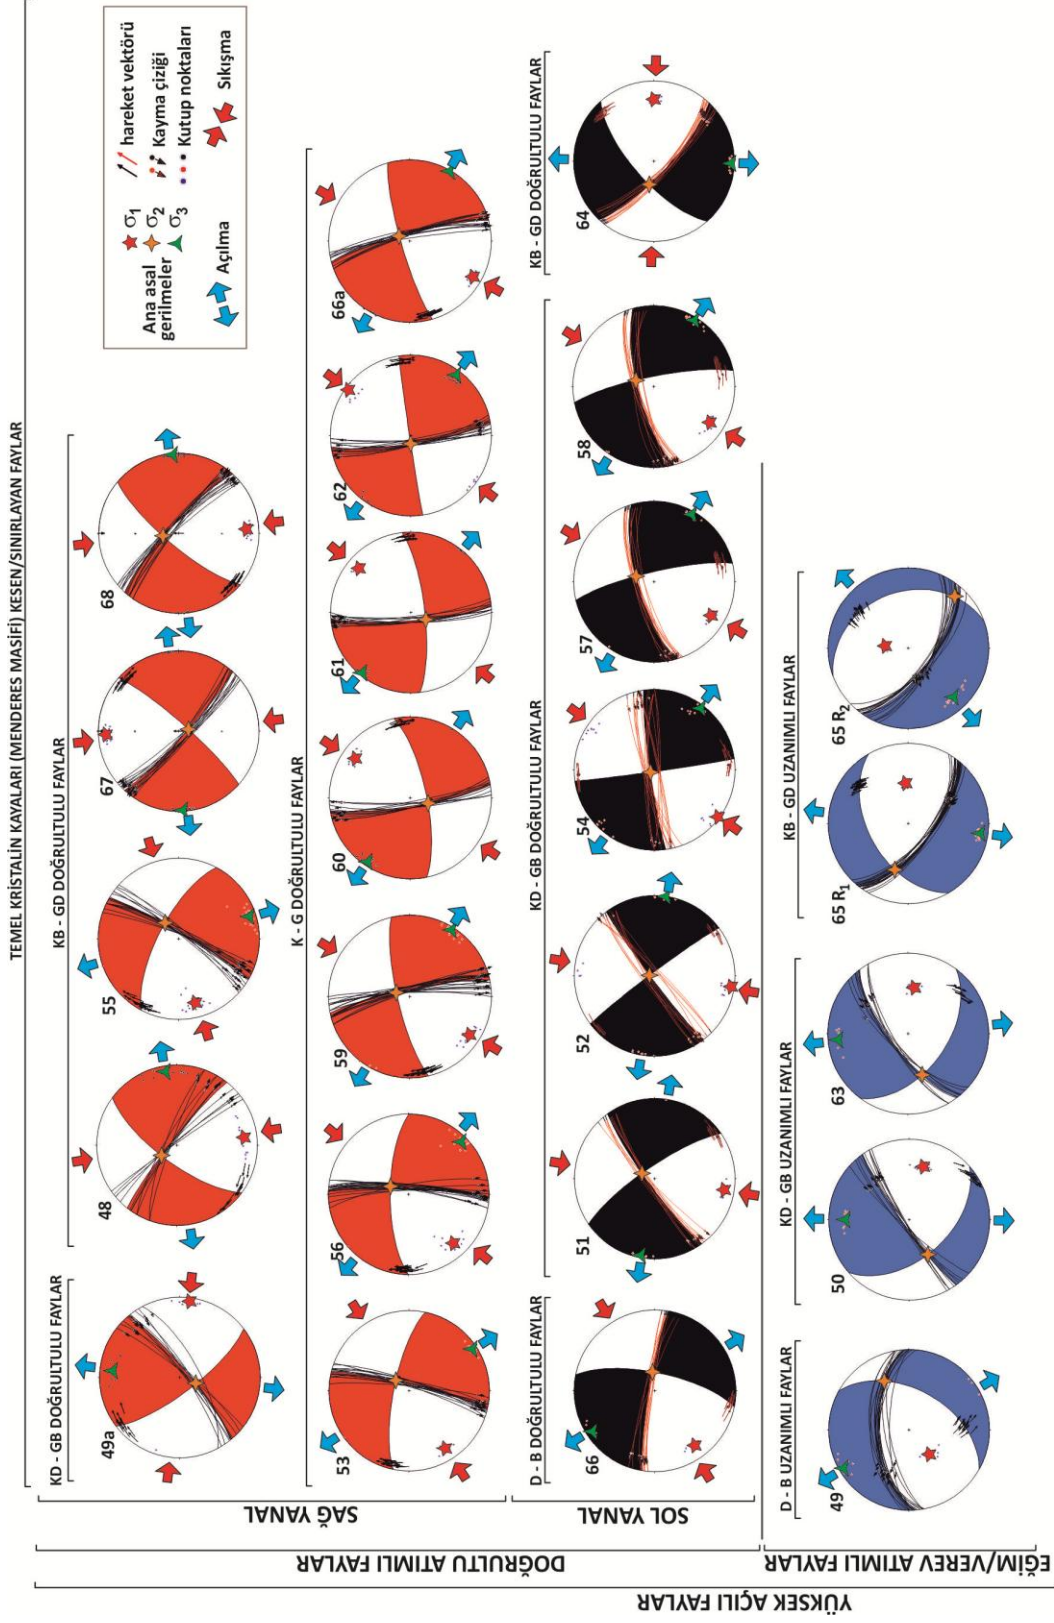 TEMEL KRİSTALİN KAYALARI (MENDERES MASİFİ) KESEN/SINIRLAYAN FAYLAR
YÜKSEK AÇILI FAYLAR
DOĞRULTU ATIMLI FAYLAR
SAĞ YANAL
KD - GB DOĞRULTULU FAYLAR
49a
KB - GD DOĞRULTULU FAYLAR
48
55
67
68
Ana asal gerilmeler
σ1
σ2
σ3
hareket vektörü
Kayma çiziği
Kutup noktaları
Açılma
Sıkışma
K - G DOĞRULTULU FAYLAR
53
56
59
60
61
62
66a
SOL YANAL
D - B DOĞRULTULU FAYLAR
66
KD - GB DOĞRULTULU FAYLAR
51
52
54
57
58
KB - GD DOĞRULTULU FAYLAR
64
EĞİM/VEREV ATIMLI FAYLAR
D - B UZANIMLI FAYLAR
49
KD - GB UZANIMLI FAYLAR
50
63
KB - GD UZANIMLI FAYLAR
65 R1
65 R2